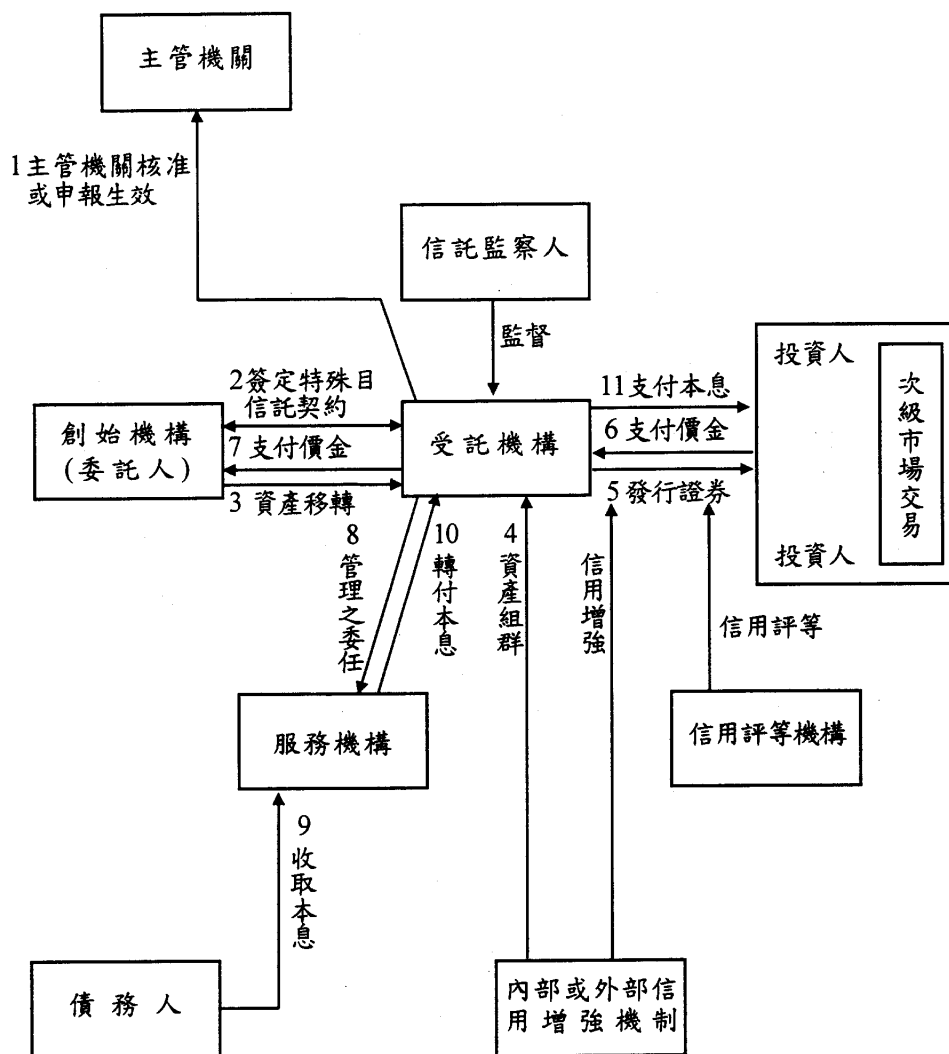 主管機關
1主管機關核准
或申報生效
信託監察人
監督
投資人
次級市場交易
投資人
2簽定特殊目
信託契約
7 支付價金
3 資產移轉
創始機構
(委託人)
受託機構
11支付本息
6 支付價金
5 發行證券
8管理之委任
10轉付本息
4資產組群
信用增強
信用評等
服務機構
信用評等機構
9收取本息
債務人
內部或外部信
用增強機制